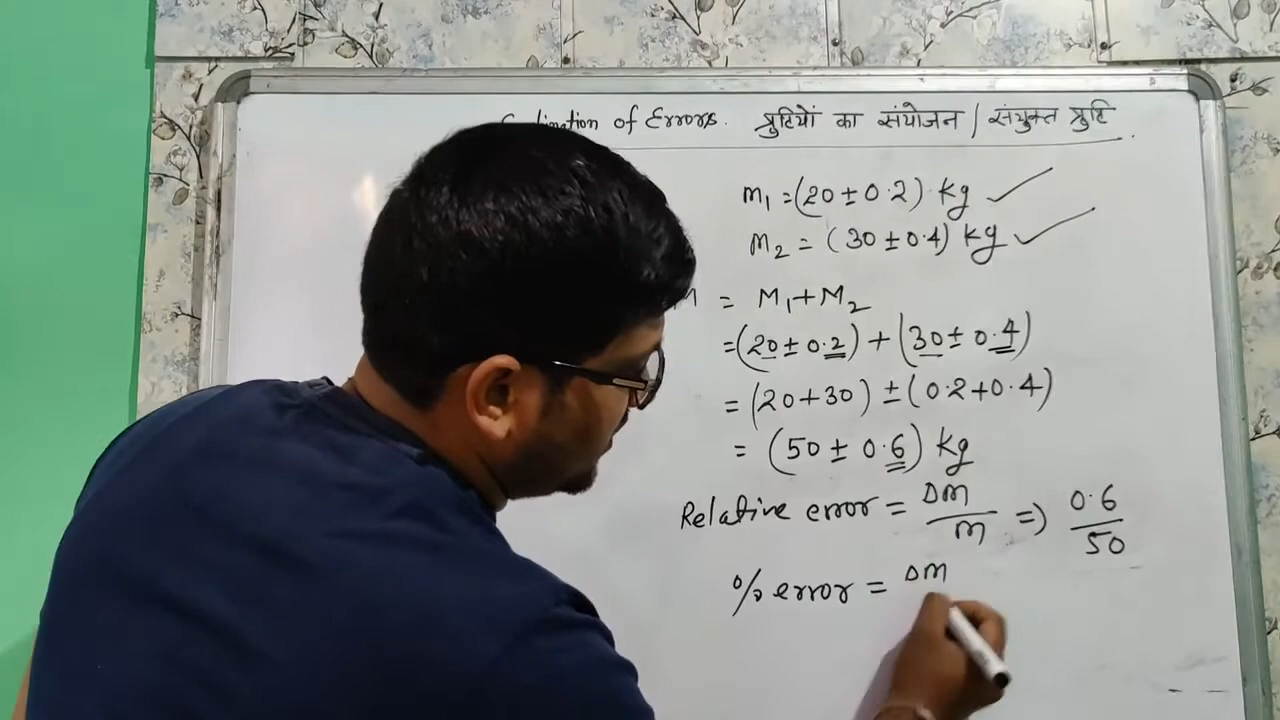 of Errors. त्रुटियों का संयोजन / संयुक्त त्रुटि
m₁ = (20 ± 0.2) kg
m₂ = (30 ± 0.4) kg
M = M₁ + M₂
= (20 ± 0.2) + (30 ± 0.4)
= (20+30) ± (0.2+0.4)
= (50 ± 0.6) kg
Relative error = ΔM/m ⇒ 0.6/50
% error = ΔM